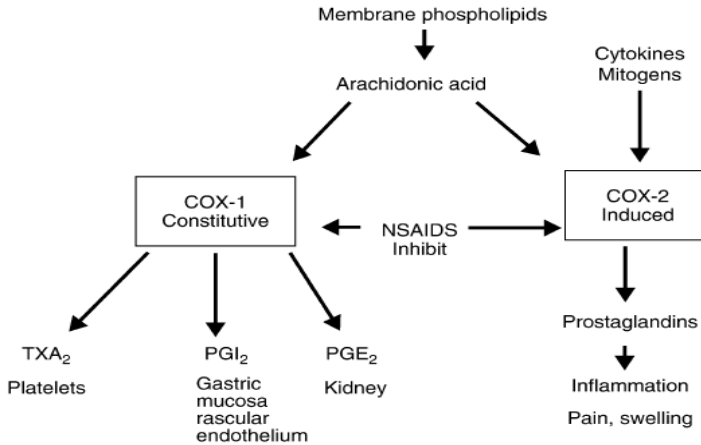 Membrane phospholipids
Cytokines
Mitogens
Arachidonic acid
COX-1
Constitutive
COX-2
Induced
NSAIDS
Inhibit
Prostaglandins
TXA₂
PGI₂
PGE₂
Platelets
Gastric
mucosa
rascular
endothelium
Kidney
Inflammation
Pain, swelling